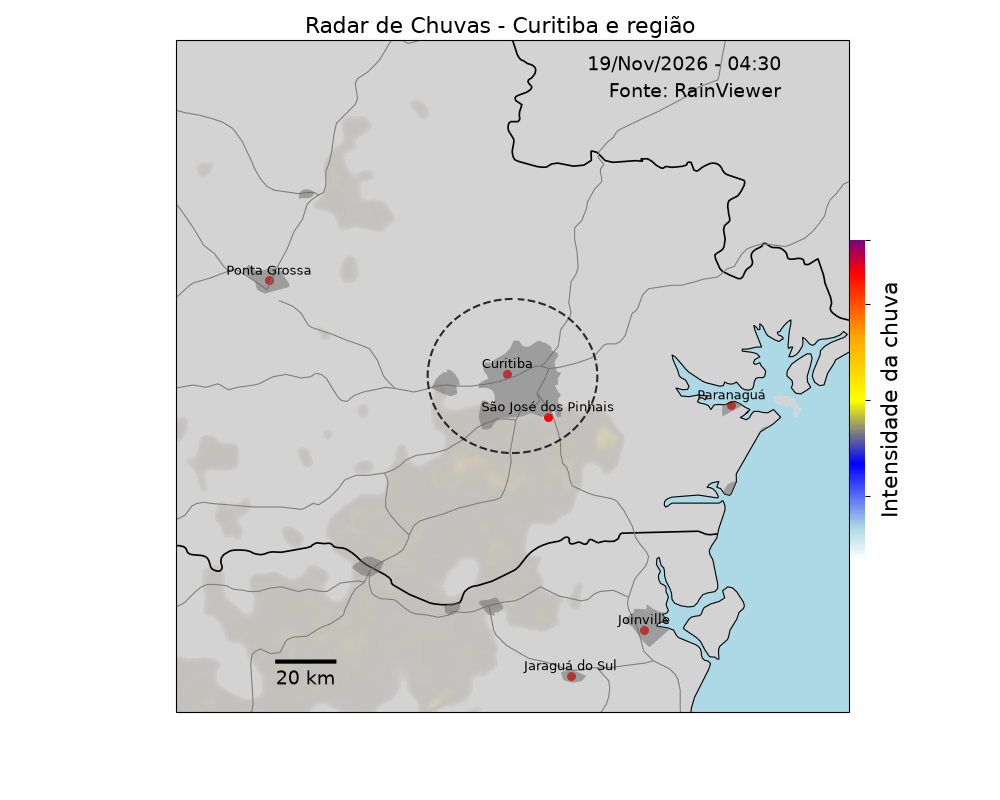 Radar de Chuvas - Curitiba e região
19/Nov/2026 - 04:30
Fonte: RainViewer
Ponta Grossa
Curitiba
Paranaguá
São José dos Pinhais
Intensidade da chuva
Joinville
Jaraguá do Sul
20 km